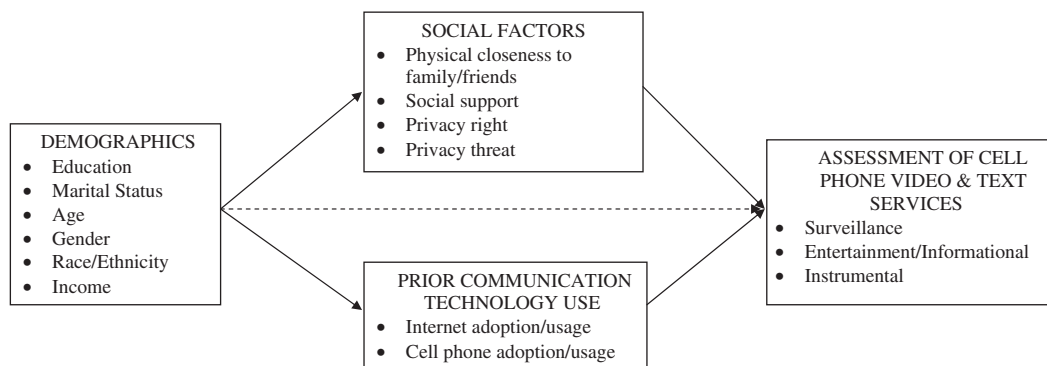 DEMOGRAPHICS
• Education
• Marital Status
• Age
• Gender
• Race/Ethnicity
• Income
SOCIAL FACTORS
• Physical closeness to
family/friends
• Social support
• Privacy right
• Privacy threat
PRIOR COMMUNICATION
TECHNOLOGY USE
• Internet adoption/usage
• Cell phone adoption/usage
ASSESSMENT OF CELL
PHONE VIDEO & TEXT
SERVICES
• Surveillance
• Entertainment/Informational
• Instrumental